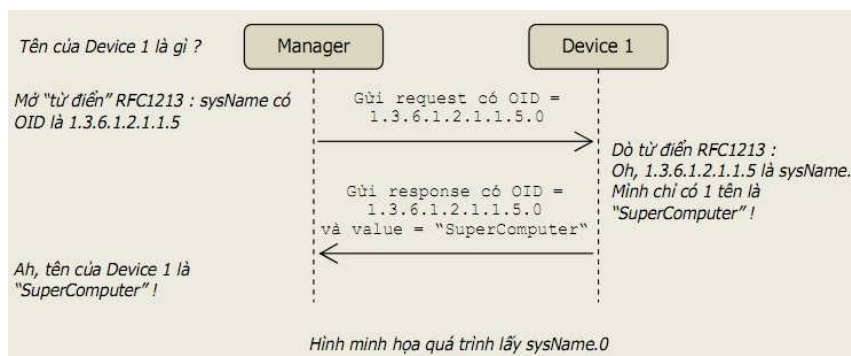 Tên của Device 1 là gì ?
Manager
Device 1
Mở "từ điển" RFC1213 : sysName có
OID là 1.3.6.1.2.1.1.5
Gửi request có OID =
1.3.6.1.2.1.1.5.0
Dò từ điển RFC1213 :
Oh, 1.3.6.1.2.1.1.5 là sysName.
Mình chỉ có 1 tên là
"SuperComputer" !
Gửi response có OID =
1.3.6.1.2.1.1.5.0
và value = "SuperComputer"
Ah, tên của Device 1 là
"SuperComputer" !
Hình minh họa quá trình lấy sysName.0